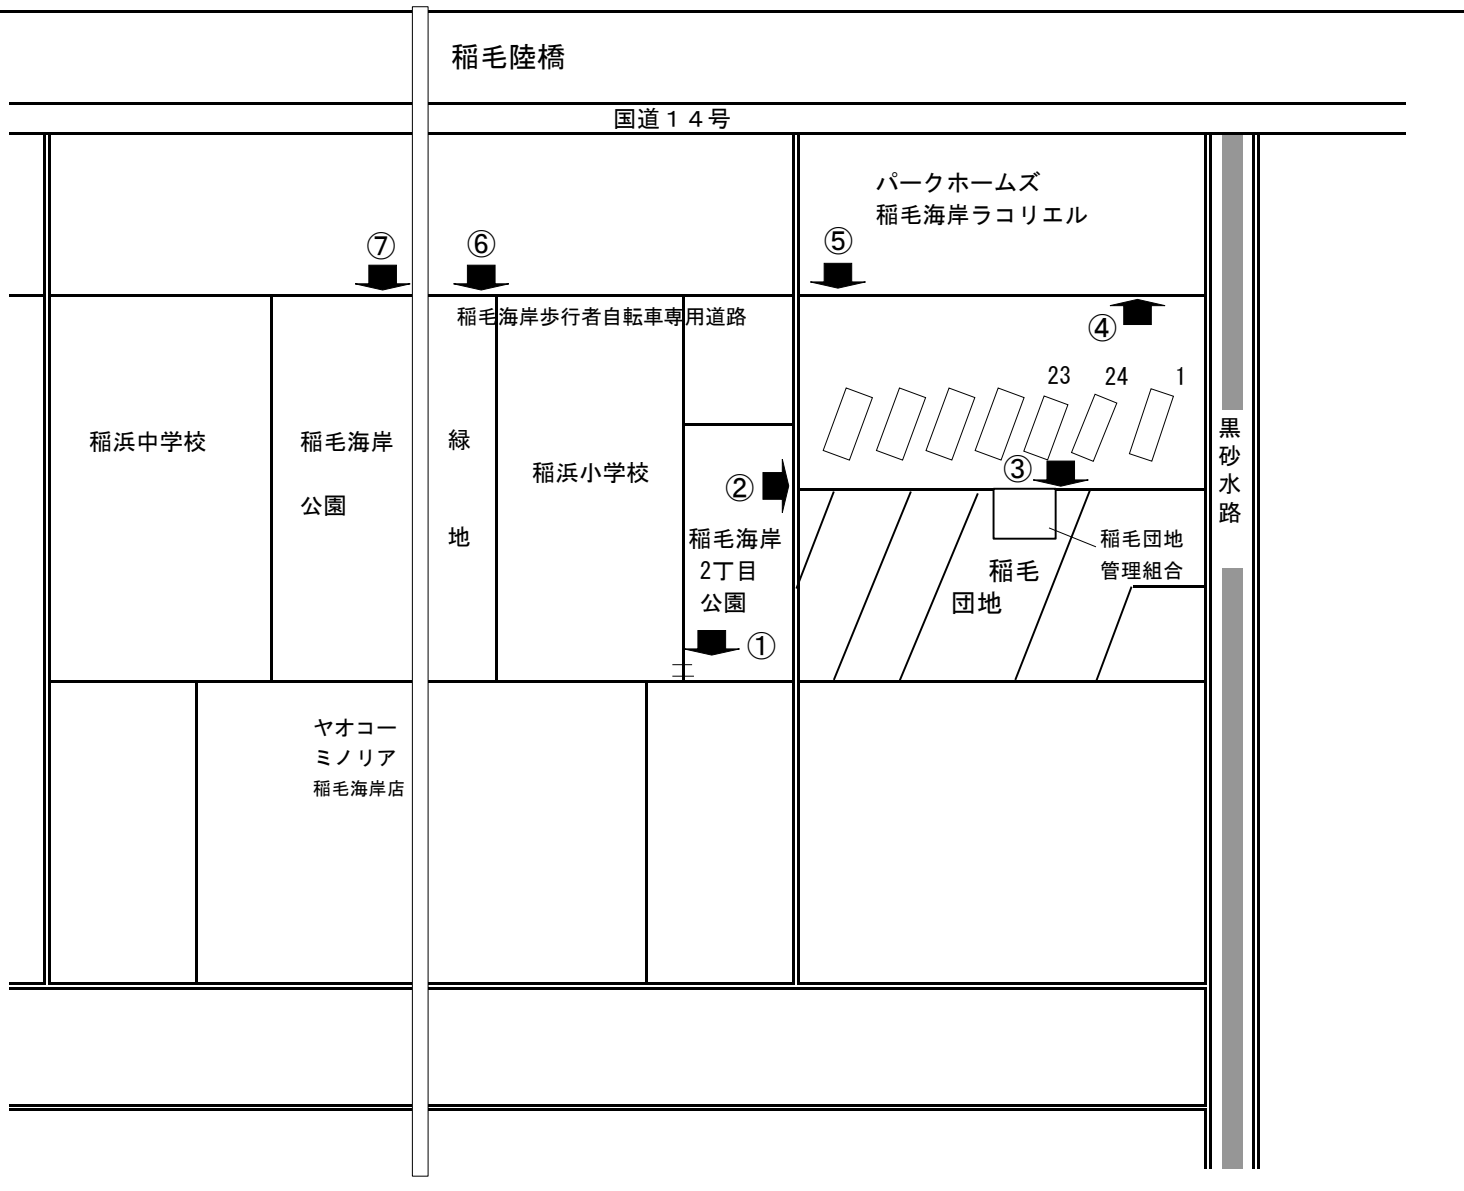 稲毛陸橋
国道１４号
パークホームズ
稲毛海岸ラコリエル
⑦
⑥
⑤
稲毛海岸歩行者自転車専用道路
④
23
24
1
稲浜中学校
稲毛海岸
公園
緑
地
稲浜小学校
②
③
黒
砂
水
路
稲毛海岸
2丁目
公園
①
稲毛
団地
稲毛団地
管理組合
ヤオコー
ミノリア
稲毛海岸店